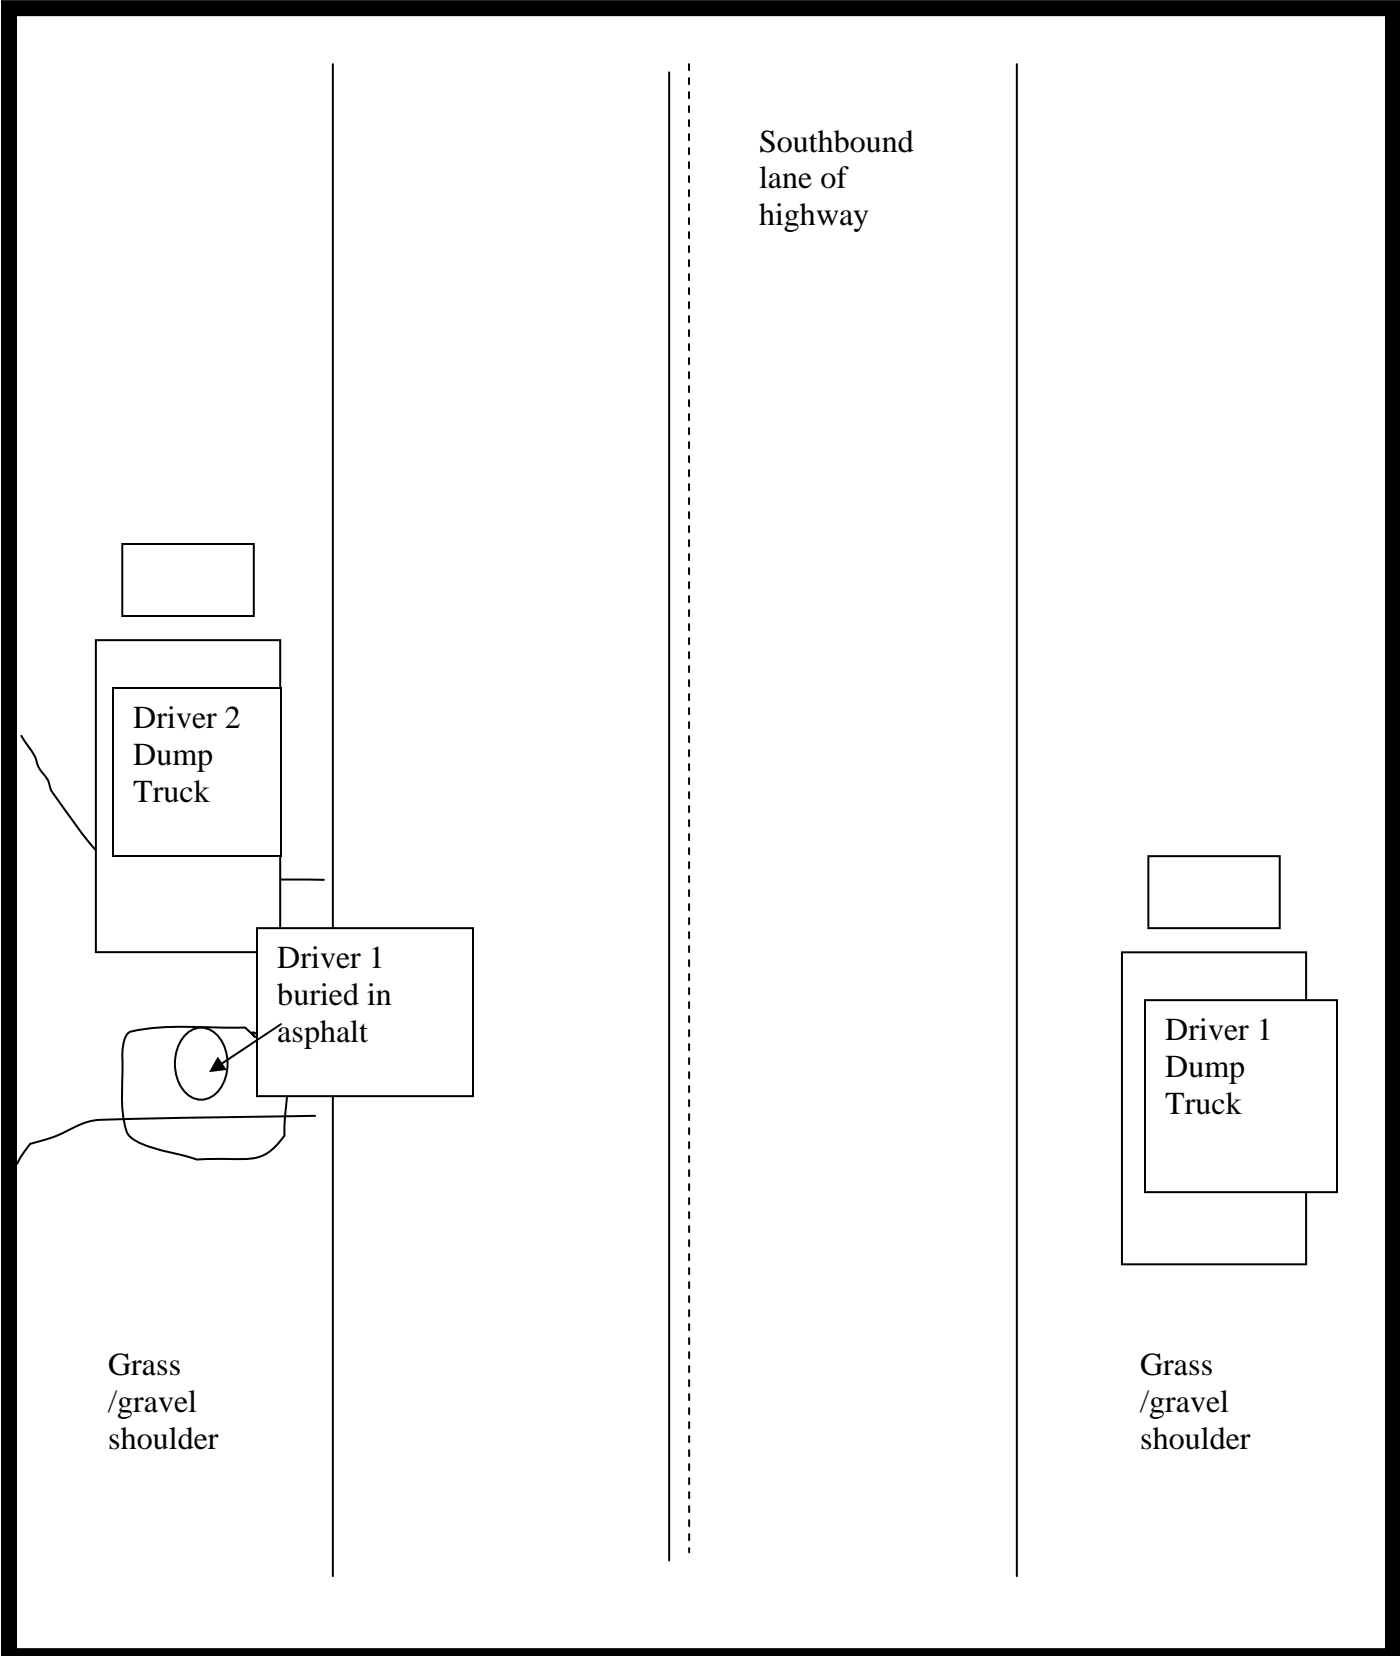 Southbound
lane of
highway
Driver 2
Dump
Truck
Driver 1
buried in
asphalt
Driver 1
Dump
Truck
Grass
/gravel
shoulder
Grass
/gravel
shoulder